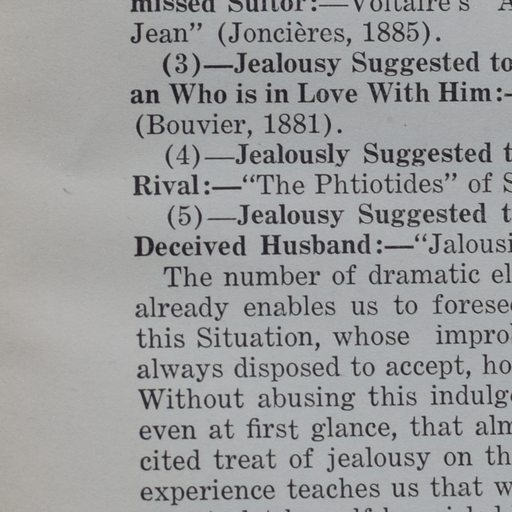 missed Suitor:—Voltaire's "A
Jean" (Joncières, 1885).
(3)—Jealousy Suggested to
an Who is in Love With Him:-
(Bouvier, 1881).
(4)—Jealously Suggested t
Rival:—"The Phtiotides" of S
(5)—Jealousy Suggested t
Deceived Husband:—"Jalousi
The number of dramatic el
already enables us to forese
this Situation, whose impro
always disposed to accept, ho
Without abusing this indulg
even at first glance, that alm
cited treat of jealousy on th
experience teaches us that w